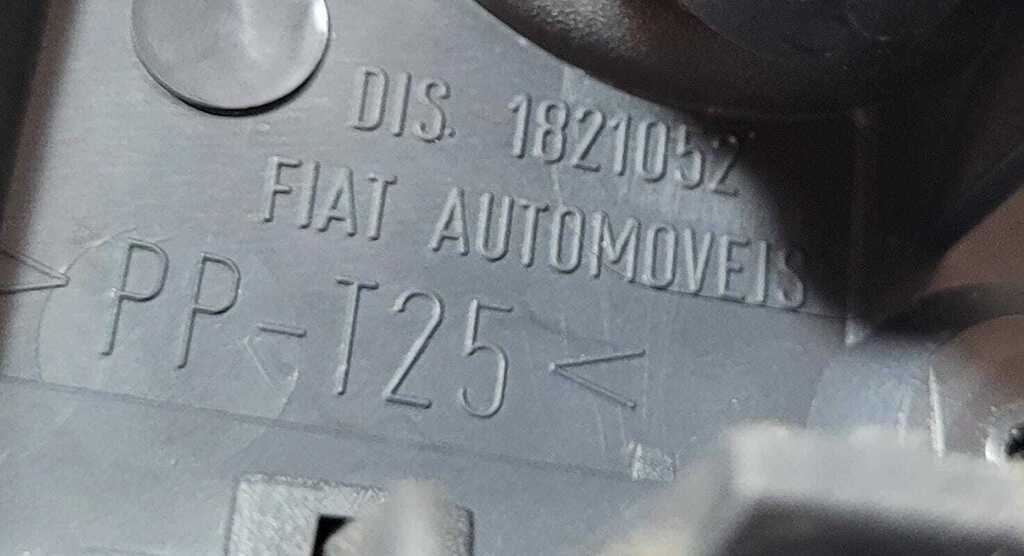 DIS. 1821052
FIAT AUTOMOVEIS
>PP-T25<